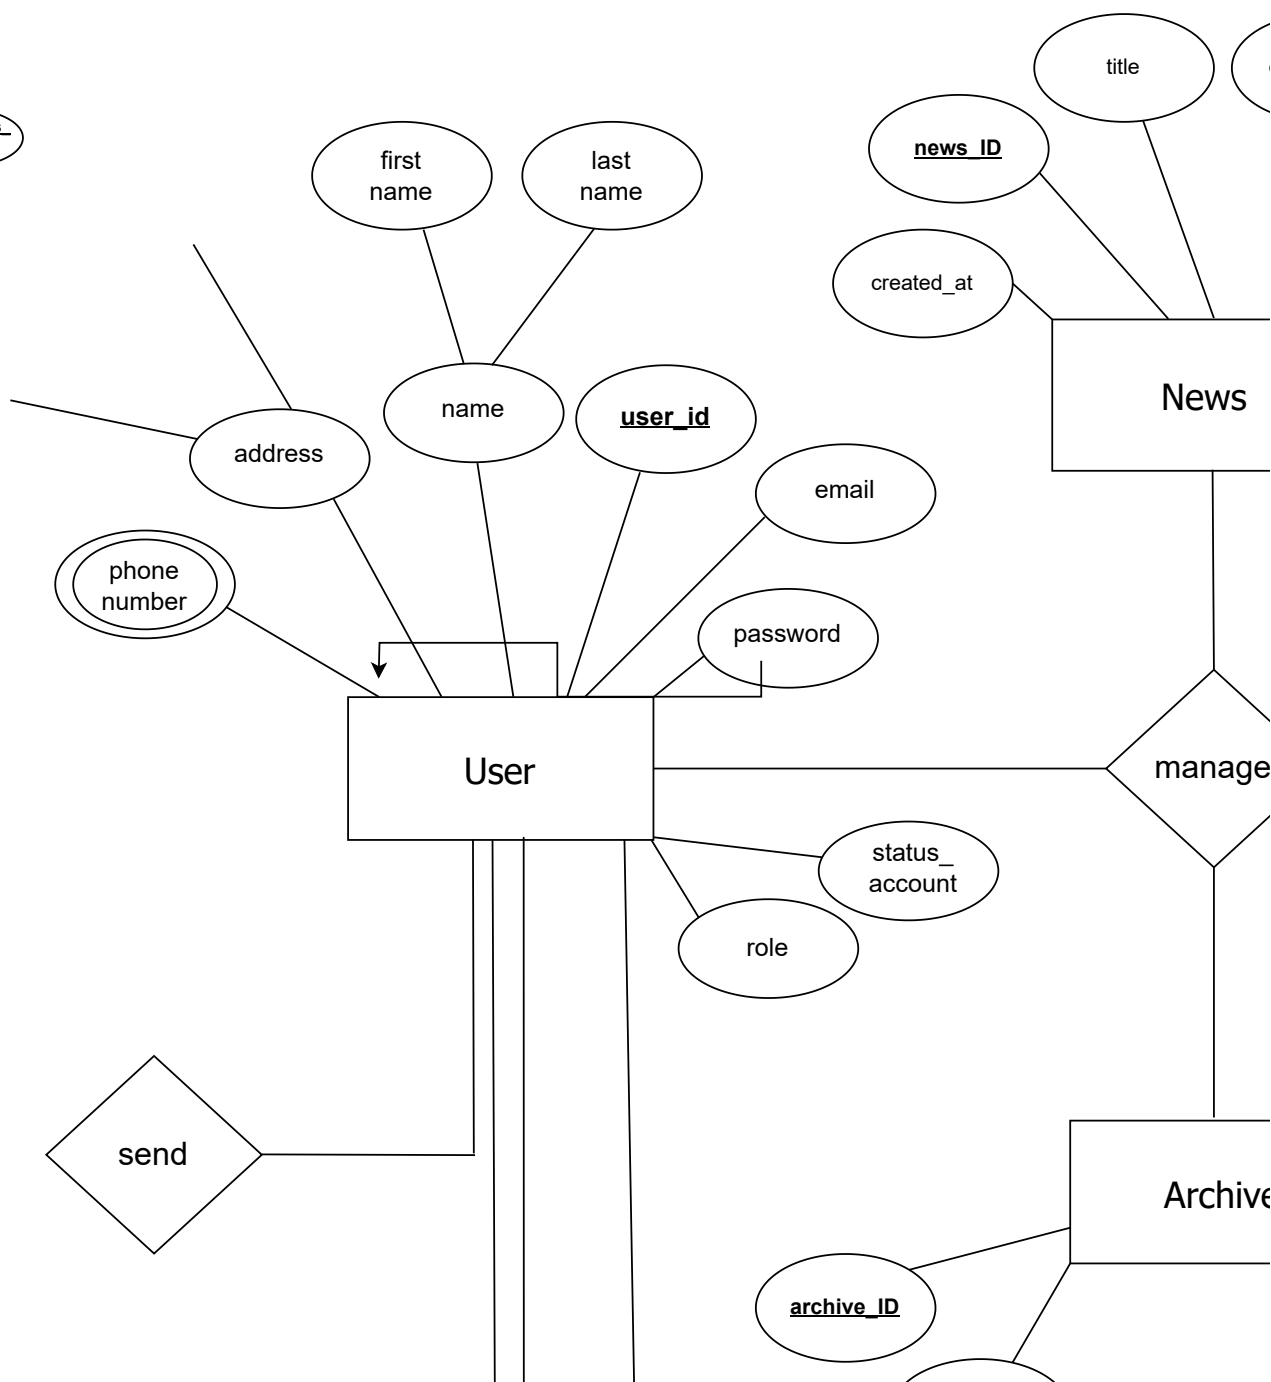 title
news_ID
first
name
last
name
created_at
News
name
user_id
address
email
phone
number
password
User
manage
status_
account
role
send
Archive
archive_ID